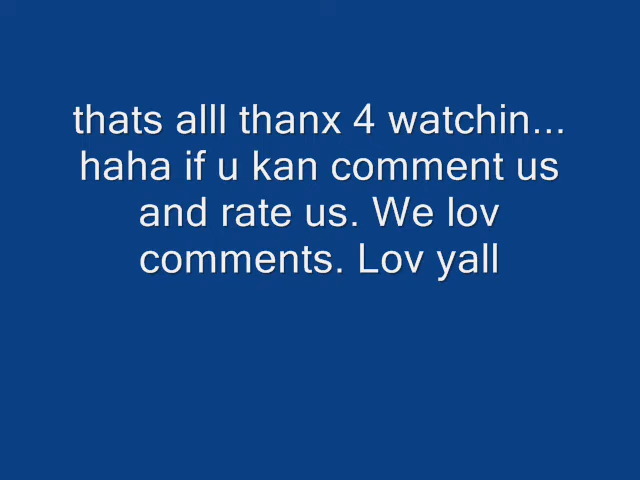 thats alll thanx 4 watchin...
haha if u kan comment us
and rate us. We lov
comments. Lov yall